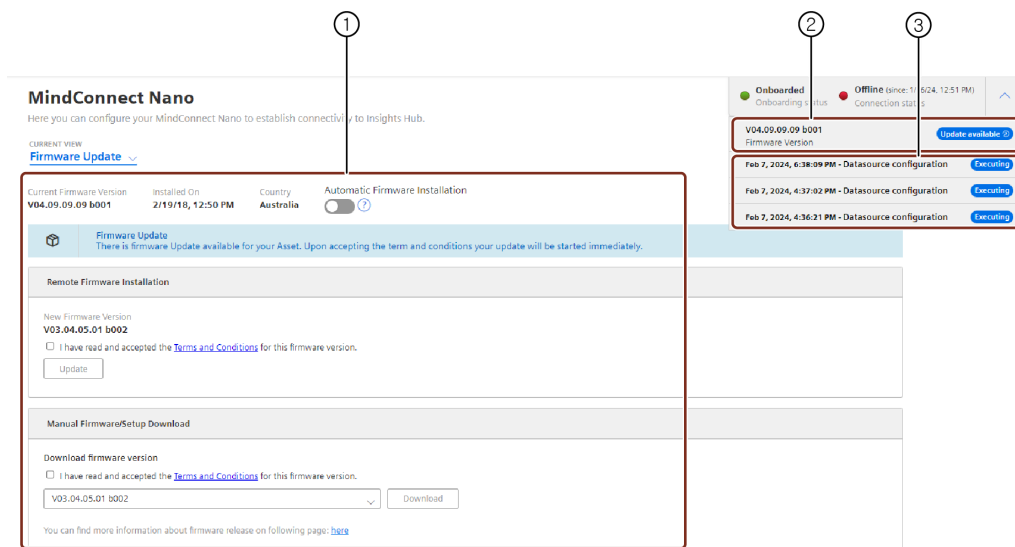 1
2
3
MindConnect Nano
Here you can configure your MindConnect Nano to establish connectivity to Insights Hub.
CURRENT VIEW
Firmware Update
Current Firmware Version
V04.09.09.09 b001
Installed On
2/19/18, 12:50 PM
Country
Australia
Automatic Firmware Installation
?
Firmware Update
There is firmware Update available for your Asset. Upon accepting the term and conditions your update will be started immediately.
Remote Firmware Installation
New Firmware Version
V03.04.05.01 b002
I have read and accepted the Terms and Conditions for this firmware version.
Update
Manual Firmware/Setup Download
Download firmware version
I have read and accepted the Terms and Conditions for this firmware version.
V03.04.05.01 b002
Download
You can find more information about firmware release on following page: here
Onboarded
Onboarding status
Offline (since: 1/ 6/24, 12:51 PM)
Connection status
V04.09.09.09 b001
Firmware Version
Update available
Feb 7, 2024, 6:38:09 PM - Datasource configuration
Executing
Feb 7, 2024, 4:37:02 PM - Datasource configuration
Executing
Feb 7, 2024, 4:36:21 PM - Datasource configuration
Executing